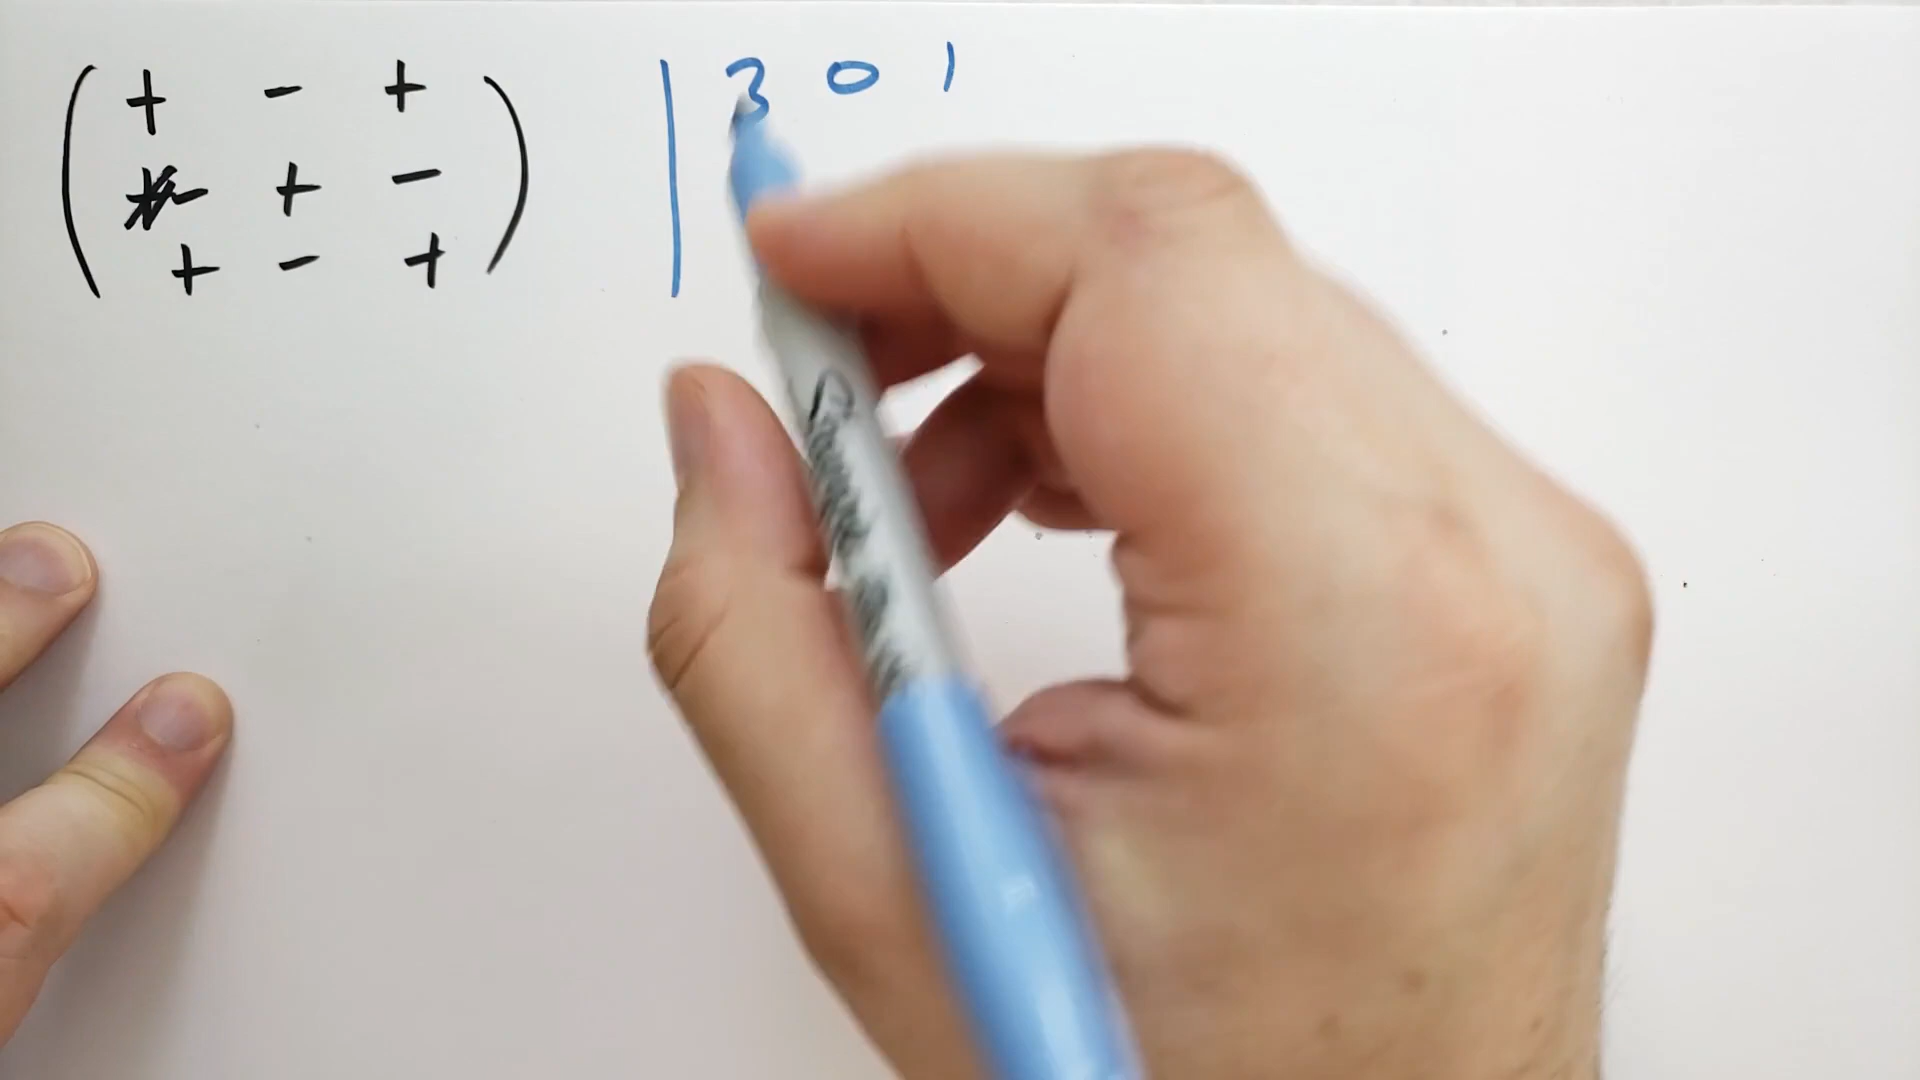 ( + - + ) | 3 0 1
+ -
+ - +